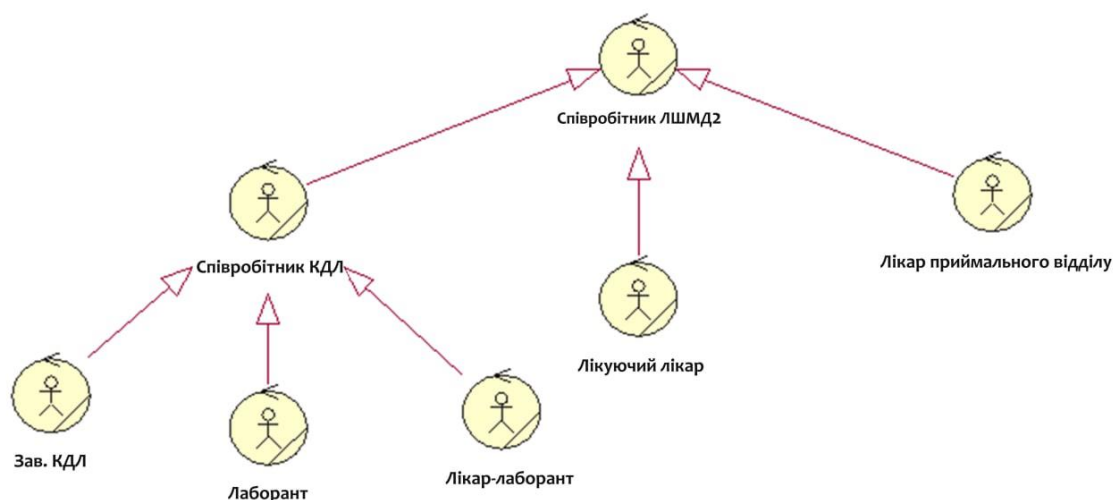 Співробітник ЛШМД2
Співробітник КДЛ
Лікар приймального відділу
Лікуючий лікар
Зав. КДЛ
Лікар-лаборант
Лаборант